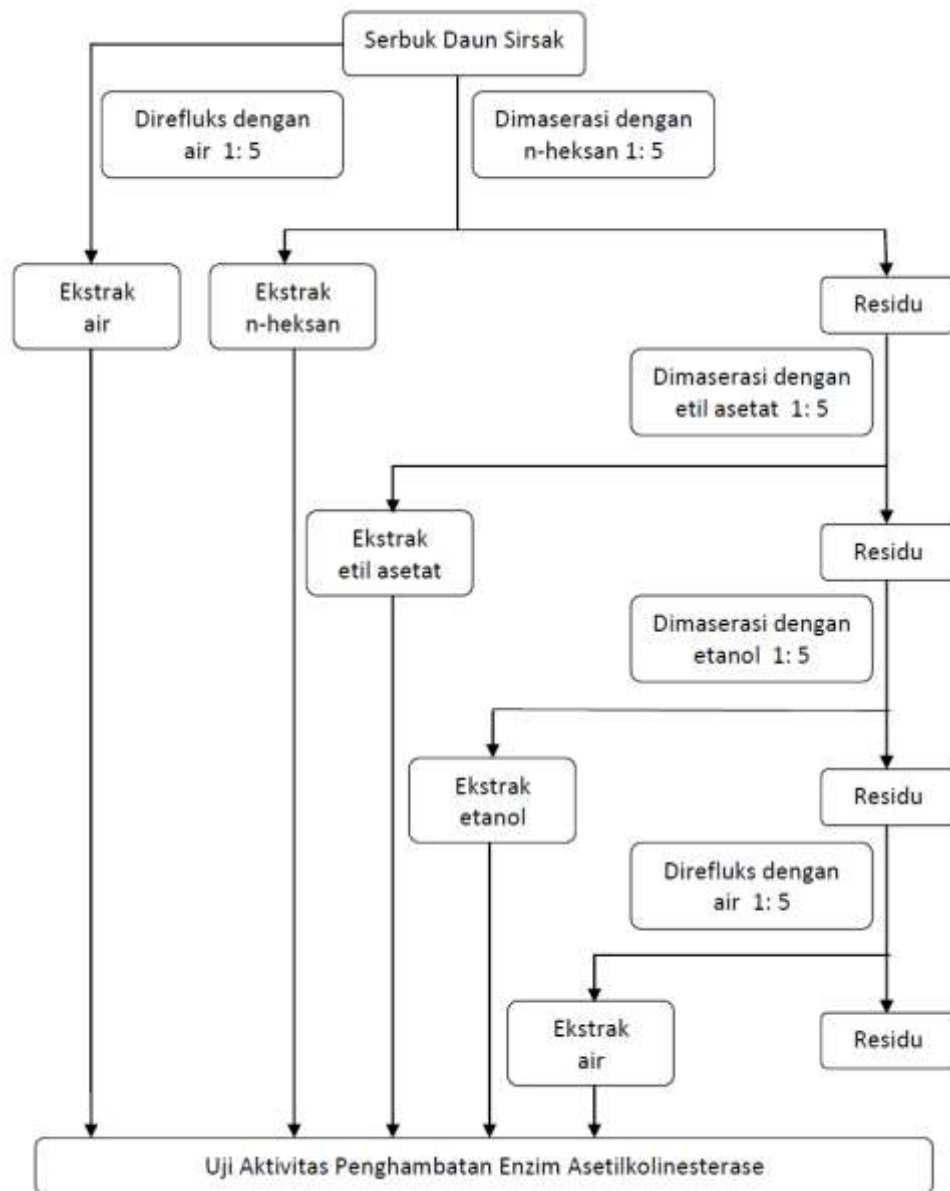 Serbuk Daun Sirsak
Direfluks dengan
air 1: 5
Dimaserasi dengan
n-heksan 1: 5
Ekstrak
air
Ekstrak
n-heksan
Residu
Dimaserasi dengan
etil asetat 1: 5
Ekstrak
etil asetat
Residu
Dimaserasi dengan
etanol 1: 5
Ekstrak
etanol
Residu
Direfluks dengan
air 1: 5
Ekstrak
air
Residu
Uji Aktivitas Penghambatan Enzim Asetilkolinesterase